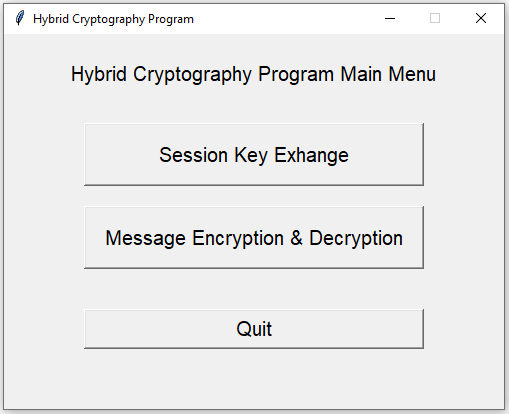 Hybrid Cryptography Program
Hybrid Cryptography Program Main Menu
Session Key Exhange
Message Encryption & Decryption
Quit